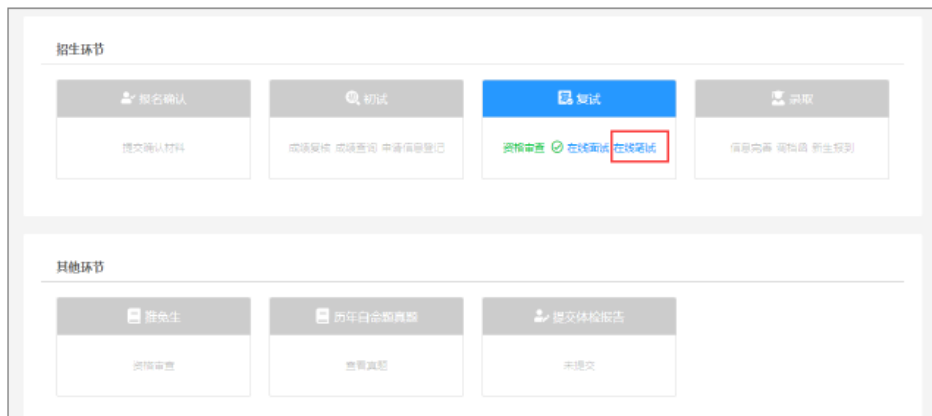 招生环节
报名确认
初试
复试
录取
提交确认材料
成绩复核 成绩查询 申请信息登记
资格审查 在线面试 在线笔试
信息完善 调档函 新生报到
其他环节
推免生
历年自命题真题
提交体检报告
资格审查
查看真题
未提交